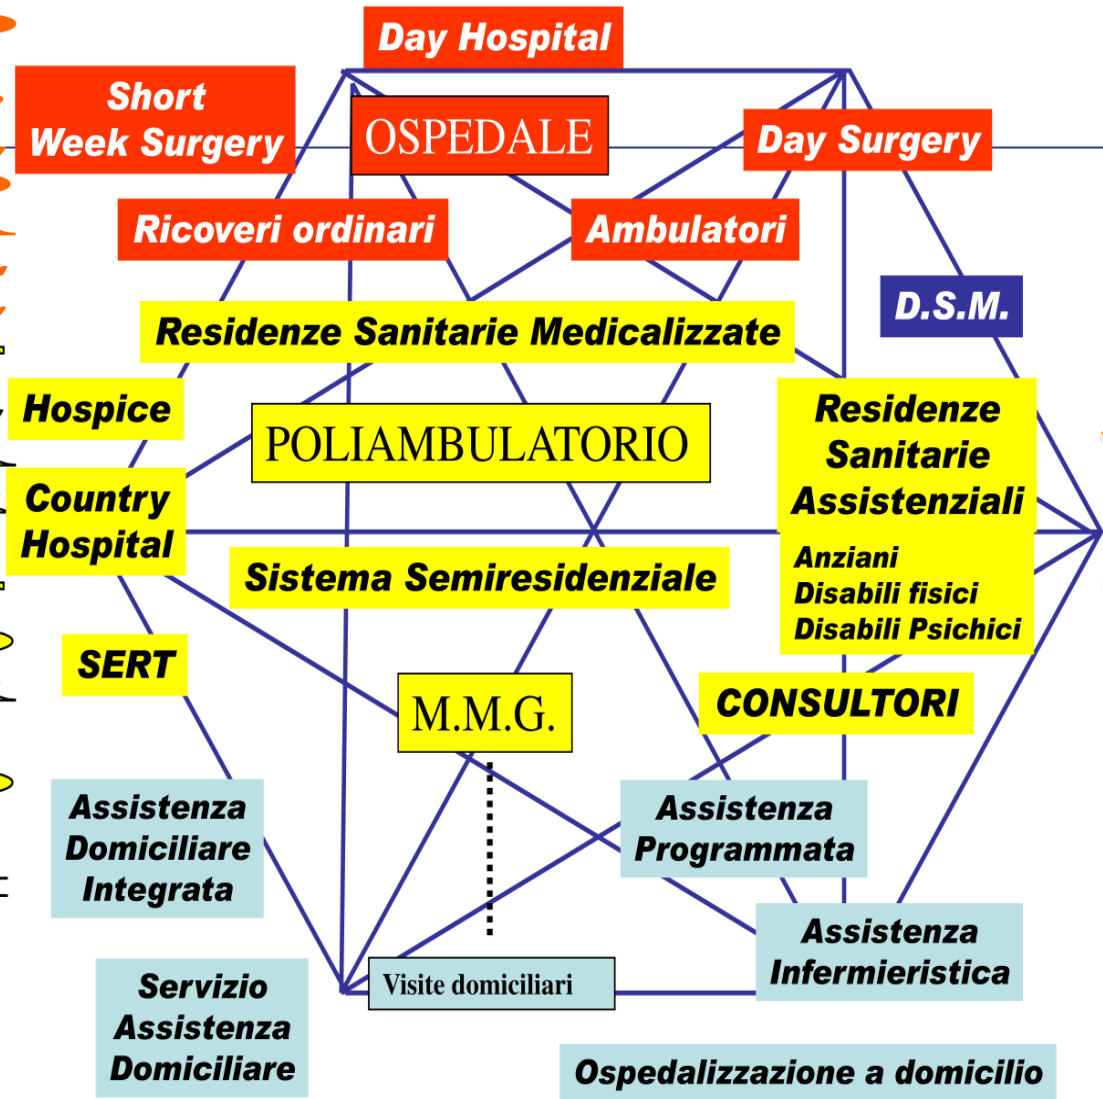 Day Hospital
Short
Week Surgery
OSPEDALE
Day Surgery
Ricoveri ordinari
Ambulatori
D.S.M.
Residenze Sanitarie Medicalizzate
Hospice
POLIAMBULATORIO
Residenze
Sanitarie
Assistenziali
Country
Hospital
Anziani
Disabili fisici
Disabili Psichici
Sistema Semiresidenziale
SERT
M.M.G.
CONSULTORI
Assistenza
Domiciliare
Integrata
Assistenza
Programmata
Assistenza
Infermieristica
Visite domiciliari
Servizio
Assistenza
Domiciliare
Ospedalizzazione a domicilio